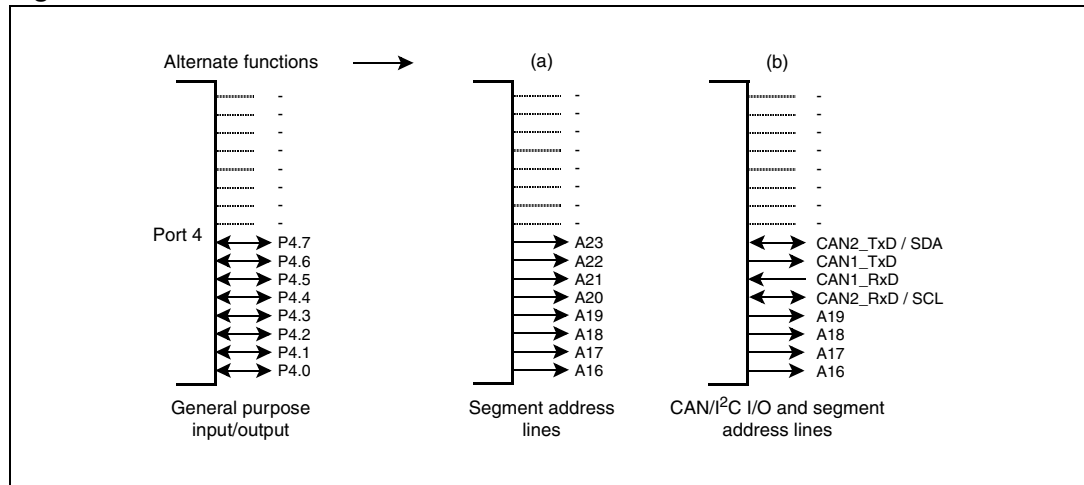 Alternate functions (a) (b)
- - -
- - -
- - -
- - -
- - -
- - -
- - -
- - -
Port 4
P4.7 A23 CAN2_TxD / SDA
P4.6 A22 CAN1_TxD
P4.5 A21 CAN1_RxD
P4.4 A20 CAN2_RxD / SCL
P4.3 A19 A19
P4.2 A18 A18
P4.1 A17 A17
P4.0 A16 A16
General purpose Segment address CAN/I²C I/O and segment
input/output lines address lines